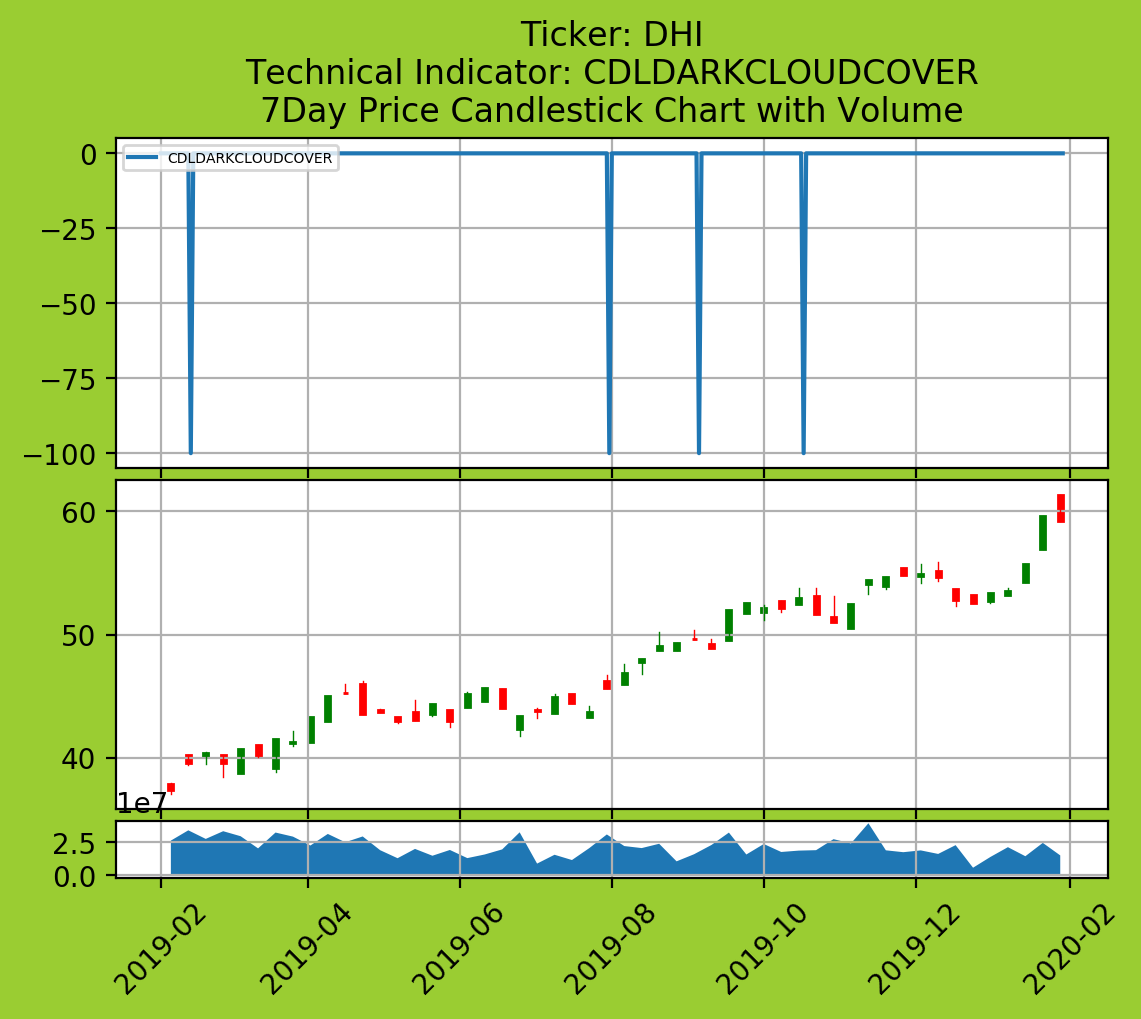 Ticker: DHI
Technical Indicator: CDLDARKCLOUDCOVER
7Day Price Candlestick Chart with Volume
CDLDARKCLOUDCOVER
0
−25
−50
−75
−100
60
50
40
1e7
2.5
0.0
2019-02 2019-04 2019-06 2019-08 2019-10 2019-12 2020-02